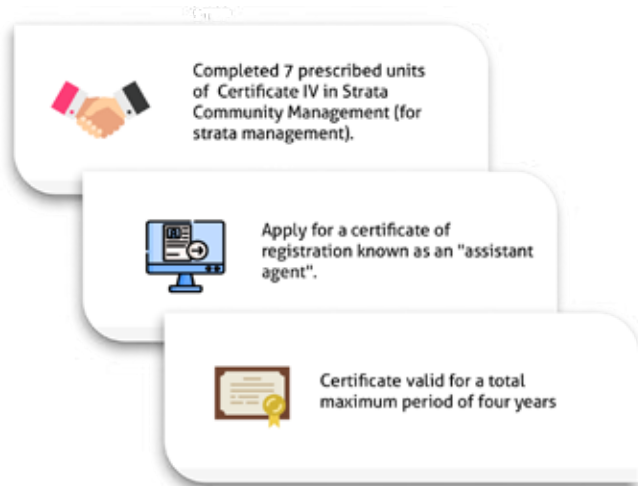 Completed 7 prescribed units
of Certificate IV in Strata
Community Management (for
strata management).
Apply for a certificate of
registration known as an "assistant
agent".
Certificate valid for a total
maximum period of four years